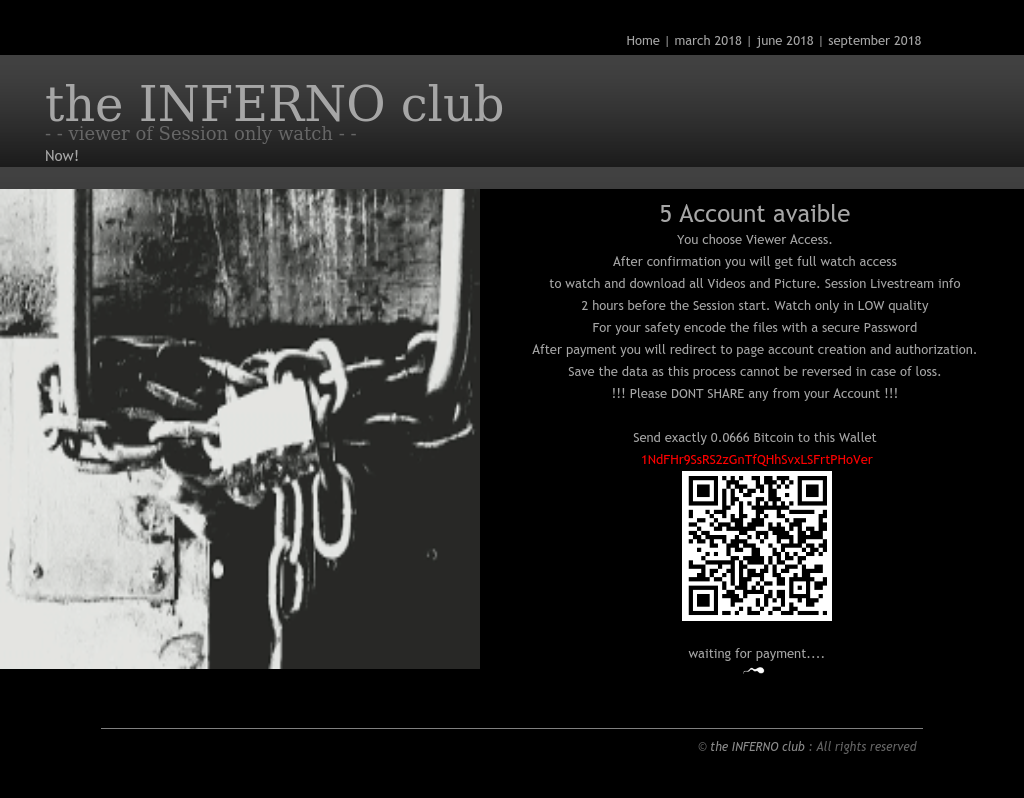 Home | march 2018 | june 2018 | september 2018
the INFERNO club
- - viewer of Session only watch - -
Now!
5 Account avaible
You choose Viewer Access.
After confirmation you will get full watch access
to watch and download all Videos and Picture. Session Livestream info
2 hours before the Session start. Watch only in LOW quality
For your safety encode the files with a secure Password
After payment you will redirect to page account creation and authorization.
Save the data as this process cannot be reversed in case of loss.
!!! Please DONT SHARE any from your Account !!!
Send exactly 0.0666 Bitcoin to this Wallet
1NdFHr9SsRS2zGnTfQHhSvxLSFrtPHoVer
waiting for payment....
© the INFERNO club : All rights reserved